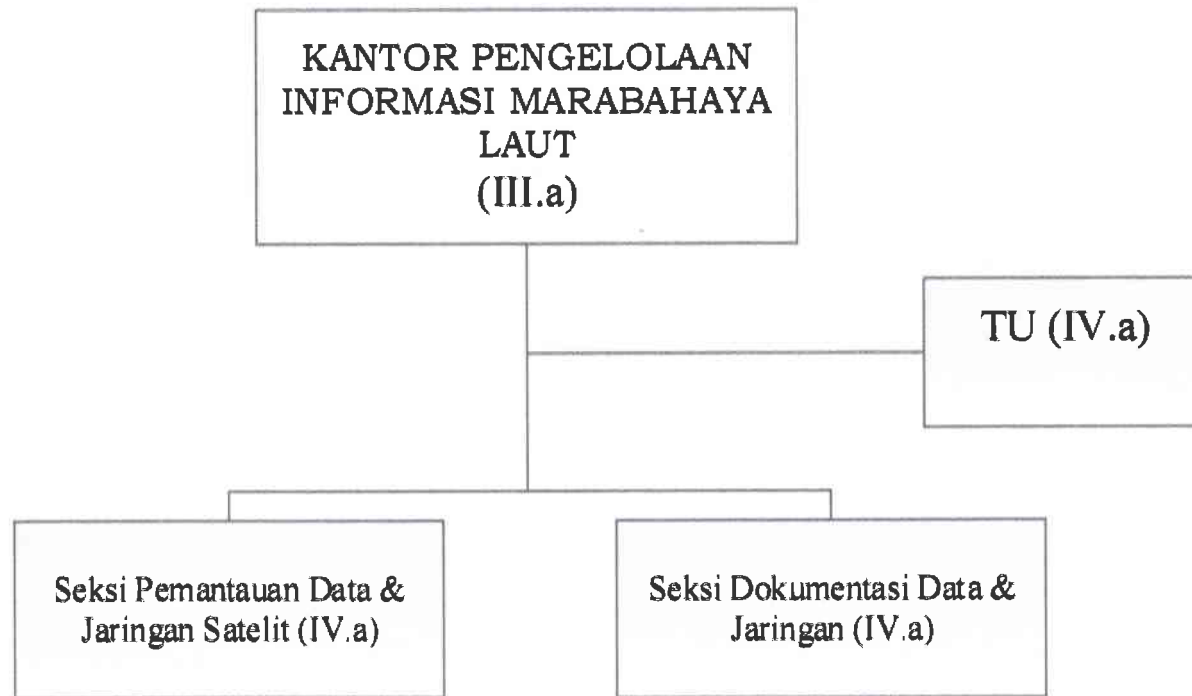 KANTOR PENGELOLAAN
INFORMASI MARABAHAYA
LAUT
(III.a)
TU (IV.a)
Seksi Pemantauan Data &
Jaringan Satelit (IV.a)
Seksi Dokumentasi Data &
Jaringan (IV.a)